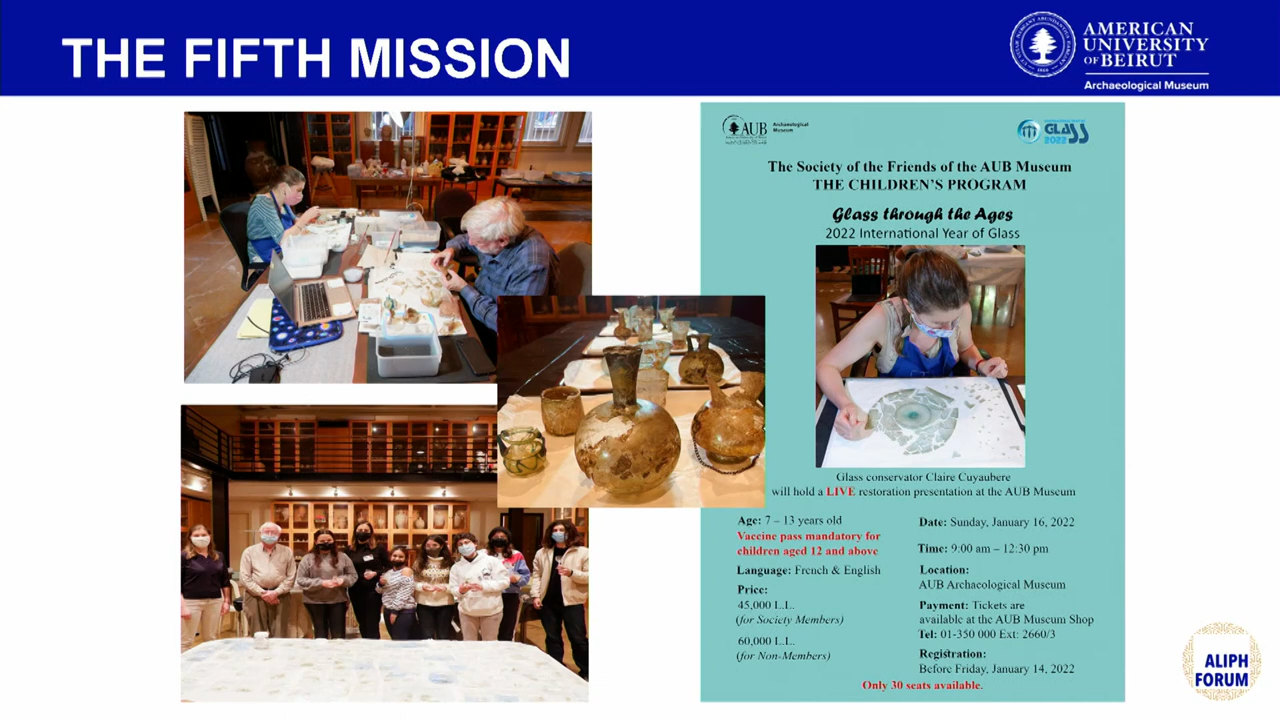 THE FIFTH MISSION
AMERICAN
UNIVERSITY
OF BEIRUT
Archaeological Museum
AUB Archaeological
Museum
GLASS
2022
The Society of the Friends of the AUB Museum
THE CHILDREN'S PROGRAM
Glass through the Ages
2022 International Year of Glass
Glass conservator Claire Cuyaubere
will hold a LIVE restoration presentation at the AUB Museum
Age: 7 – 13 years old
Vaccine pass mandatory for
children aged 12 and above
Language: French & English
Price:
45,000 L.L.
(for Society Members)
60,000 L.L.
(for Non-Members)
Date: Sunday, January 16, 2022
Time: 9:00 am – 12:30 pm
Location:
AUB Archaeological Museum
Payment: Tickets are
available at the AUB Museum Shop
Tel: 01-350 000 Ext: 2660/3
Registration:
Before Friday, January 14, 2022
Only 30 seats available.
ALIPH
FORUM